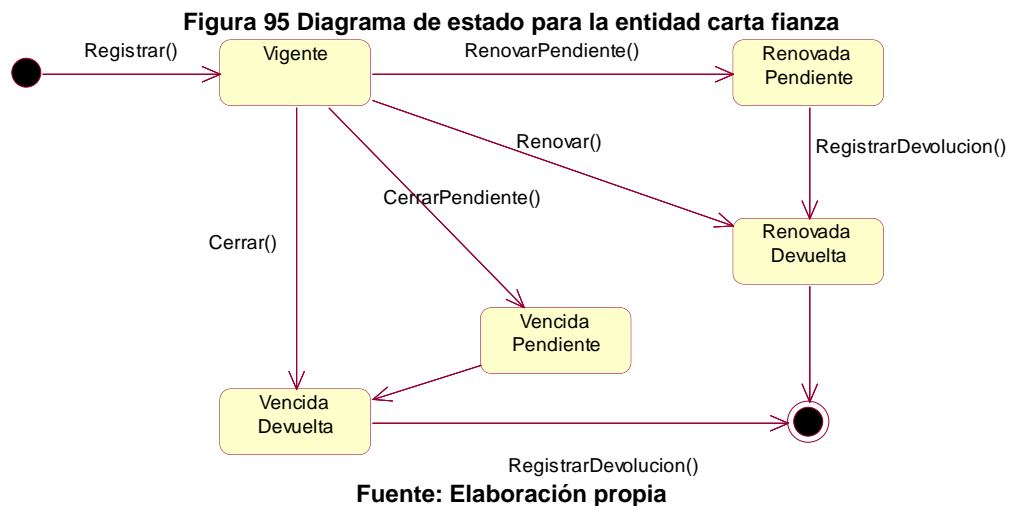 Figura 95 Diagrama de estado para la entidad carta fianza
Registrar()
Vigente
RenovarPendiente()
Renovada
Pendiente
Renovar()
RegistrarDevolucion()
CerrarPendiente()
Cerrar()
Renovada
Devuelta
Vencida
Pendiente
Vencida
Devuelta
RegistrarDevolucion()
Fuente: Elaboración propia